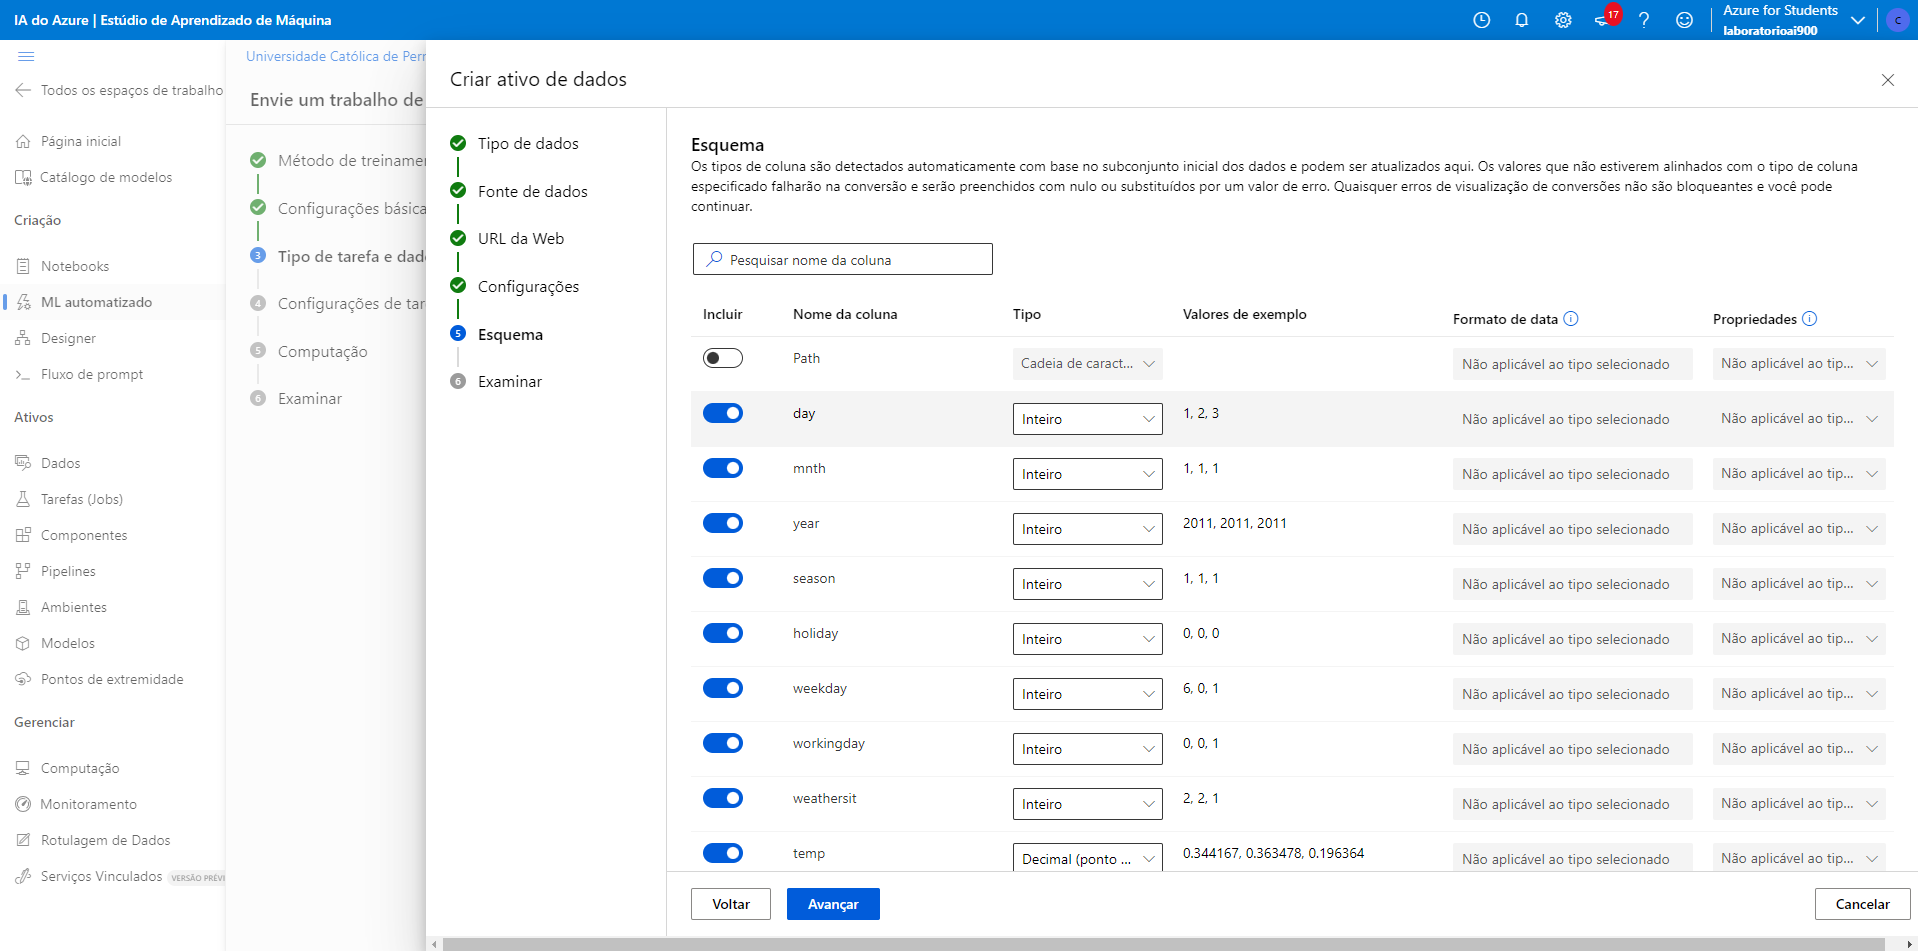 IA do Azure | Estúdio de Aprendizado de Máquina
17
Azure for Students
laboratorioai900
C
Todos os espaços de trabalho
Página inicial
Catálogo de modelos
Criação
Notebooks
ML automatizado
Designer
Fluxo de prompt
Ativos
Dados
Tarefas (Jobs)
Componentes
Pipelines
Ambientes
Modelos
Pontos de extremidade
Gerenciar
Computação
Monitoramento
Rotulagem de Dados
Serviços Vinculados
VERSÃO PRÉVI
Universidade Católica de Perr
Envie um trabalho de
Método de treinamer
Configurações básica
3 Tipo de tarefa e dad
4 Configurações de tar
5 Computação
6 Examinar
Criar ativo de dados
Tipo de dados
Fonte de dados
URL da Web
Configurações
5 Esquema
6 Examinar
Esquema
Os tipos de coluna são detectados automaticamente com base no subconjunto inicial dos dados e podem ser atualizados aqui. Os valores que não estiverem alinhados com o tipo de coluna
especificado falharão na conversão e serão preenchidos com nulo ou substituídos por um valor de erro. Quaisquer erros de visualização de conversões não são bloqueantes e você pode
continuar.
Pesquisar nome da coluna
Incluir Nome da coluna Tipo Valores de exemplo Formato de data Propriedades
Path Cadeia de caract... Não aplicável ao tipo selecionado Não aplicável ao tip...
day Inteiro 1, 2, 3 Não aplicável ao tipo selecionado Não aplicável ao tip...
mnth Inteiro 1, 1, 1 Não aplicável ao tipo selecionado Não aplicável ao tip...
year Inteiro 2011, 2011, 2011 Não aplicável ao tipo selecionado Não aplicável ao tip...
season Inteiro 1, 1, 1 Não aplicável ao tipo selecionado Não aplicável ao tip...
holiday Inteiro 0, 0, 0 Não aplicável ao tipo selecionado Não aplicável ao tip...
weekday Inteiro 6, 0, 1 Não aplicável ao tipo selecionado Não aplicável ao tip...
workingday Inteiro 0, 0, 1 Não aplicável ao tipo selecionado Não aplicável ao tip...
weathersit Inteiro 2, 2, 1 Não aplicável ao tipo selecionado Não aplicável ao tip...
temp Decimal (ponto ... 0.344167, 0.363478, 0.196364 Não aplicável ao tipo selecionado Não aplicável ao tip...
Voltar
Avançar
Cancelar